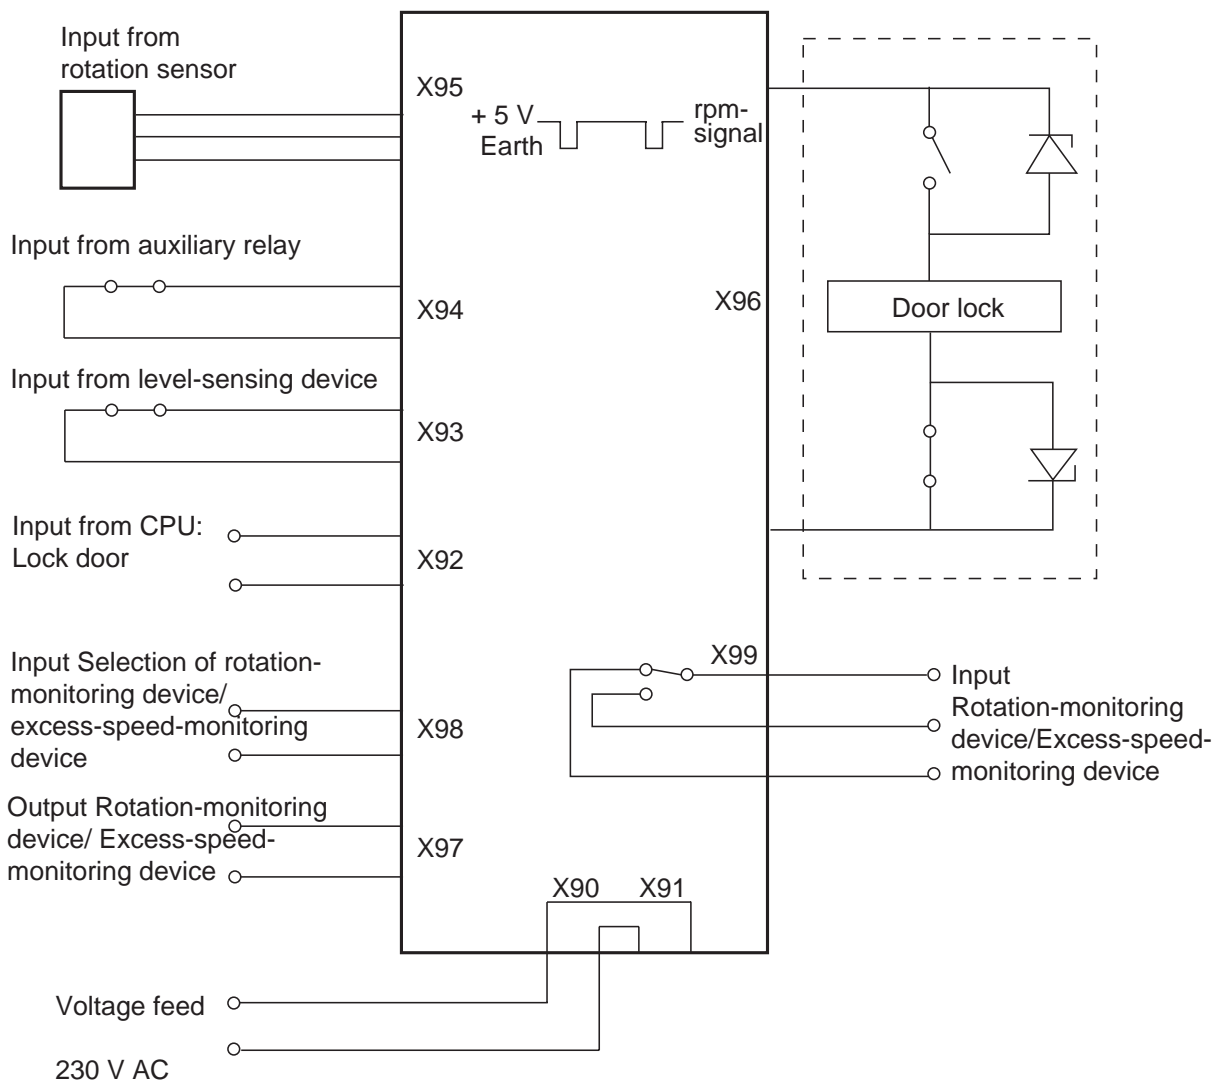 Input from
rotation sensor
X95
+ 5 V
Earth
rpm-
signal
Input from auxiliary relay
X94
X96
Door lock
Input from level-sensing device
X93
Input from CPU:
Lock door
X92
Input Selection of rotation-
monitoring device/
excess-speed-monitoring
device
X98
X99
Input
Rotation-monitoring
device/Excess-speed-
monitoring device
Output Rotation-monitoring
device/ Excess-speed-
monitoring device
X97
X90
X91
Voltage feed
230 V AC